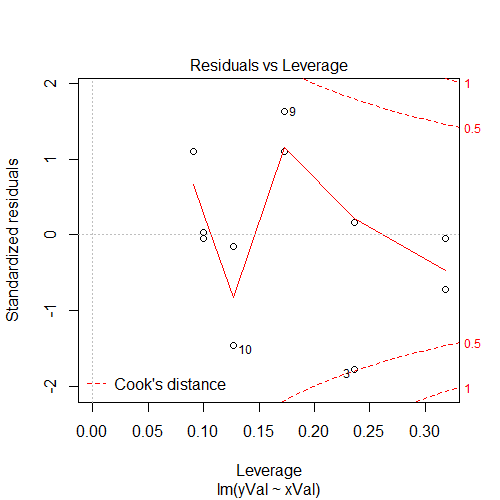 Residuals vs Leverage
2
1
0
-1
-2
Standardized residuals
9
10
3
1
0.5
0.5
1
Cook's distance
0.00 0.05 0.10 0.15 0.20 0.25 0.30
Leverage
lm(yVal ~ xVal)